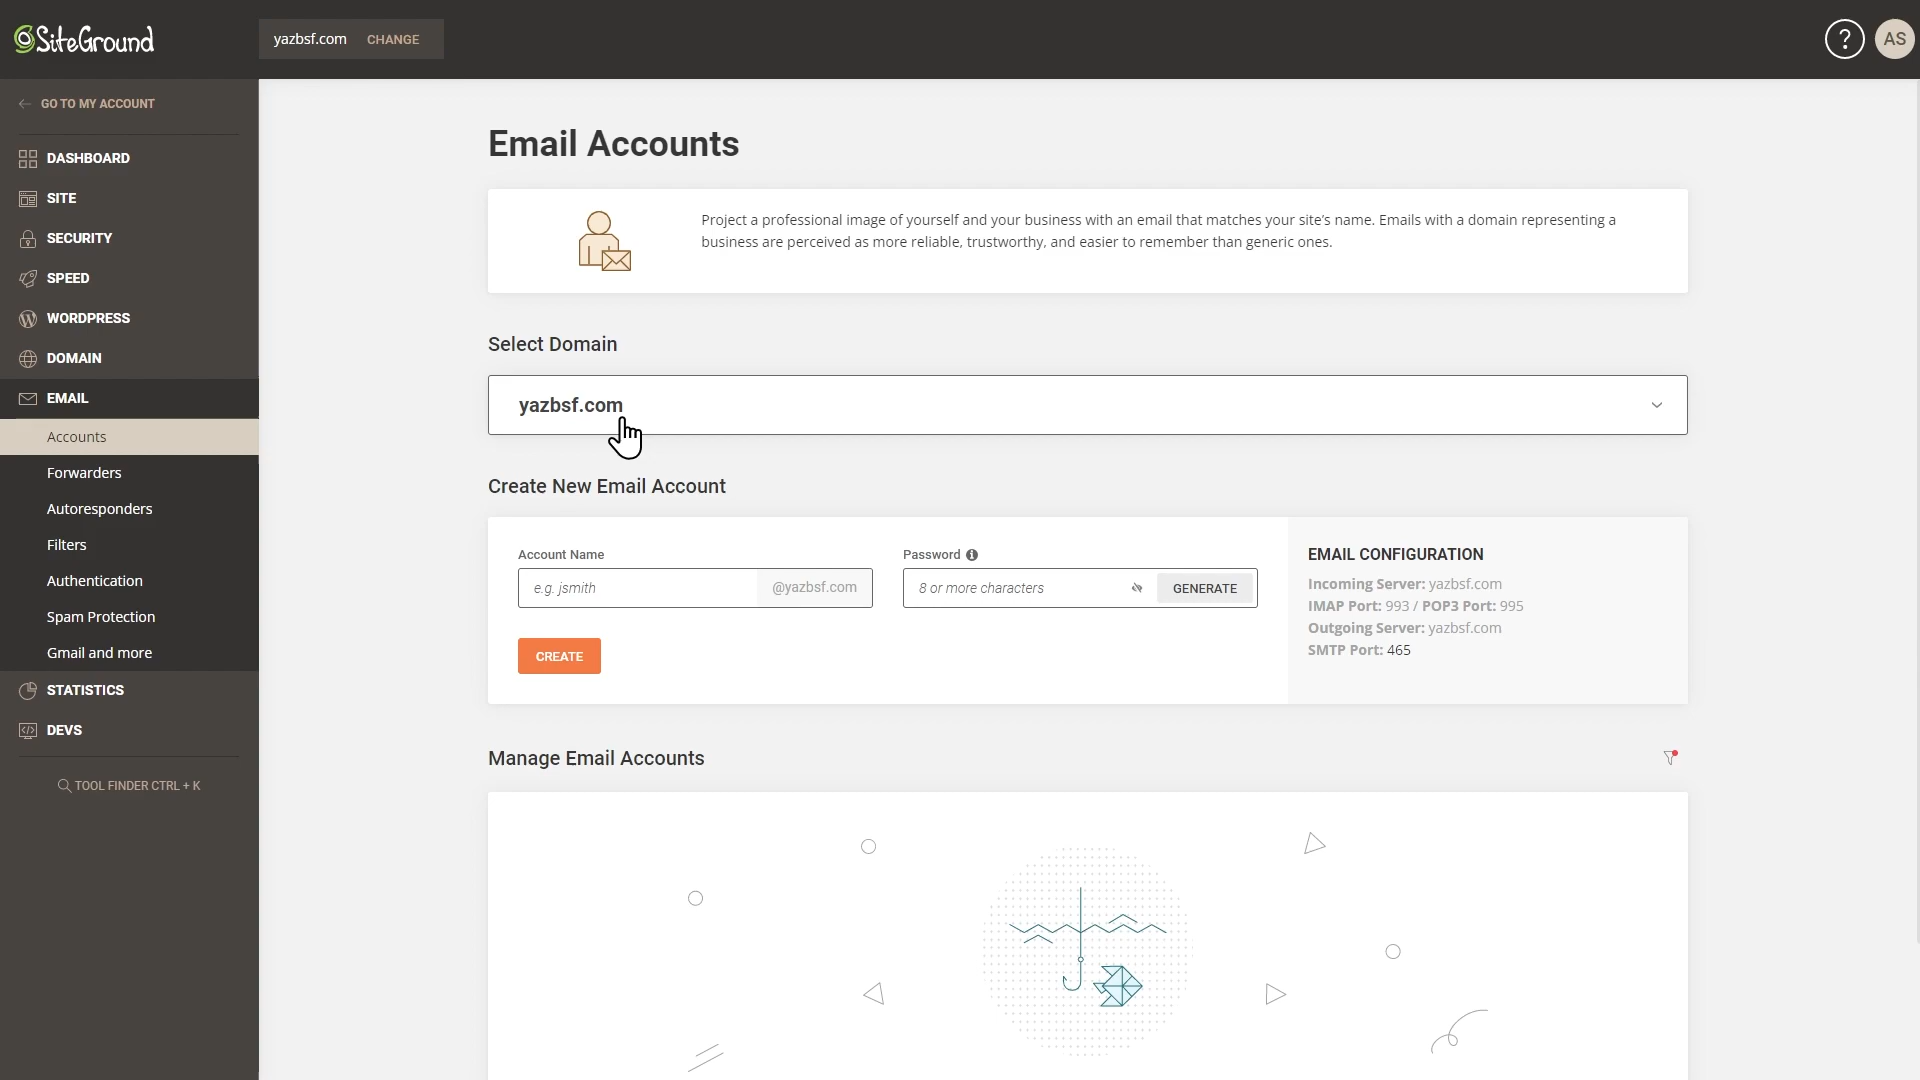 SiteGround
yazbsf.com CHANGE
? AS
GO TO MY ACCOUNT
DASHBOARD
SITE
SECURITY
SPEED
WORDPRESS
DOMAIN
EMAIL
Accounts
Forwarders
Autoresponders
Filters
Authentication
Spam Protection
Gmail and more
STATISTICS
DEVS
TOOL FINDER CTRL + K
Email Accounts
Project a professional image of yourself and your business with an email that matches your site's name. Emails with a domain representing a
business are perceived as more reliable, trustworthy, and easier to remember than generic ones.
Select Domain
yazbsf.com
Create New Email Account
Account Name
e.g. jsmith @yazbsf.com
Password
8 or more characters GENERATE
CREATE
EMAIL CONFIGURATION
Incoming Server: yazbsf.com
IMAP Port: 993 / POP3 Port: 995
Outgoing Server: yazbsf.com
SMTP Port: 465
Manage Email Accounts